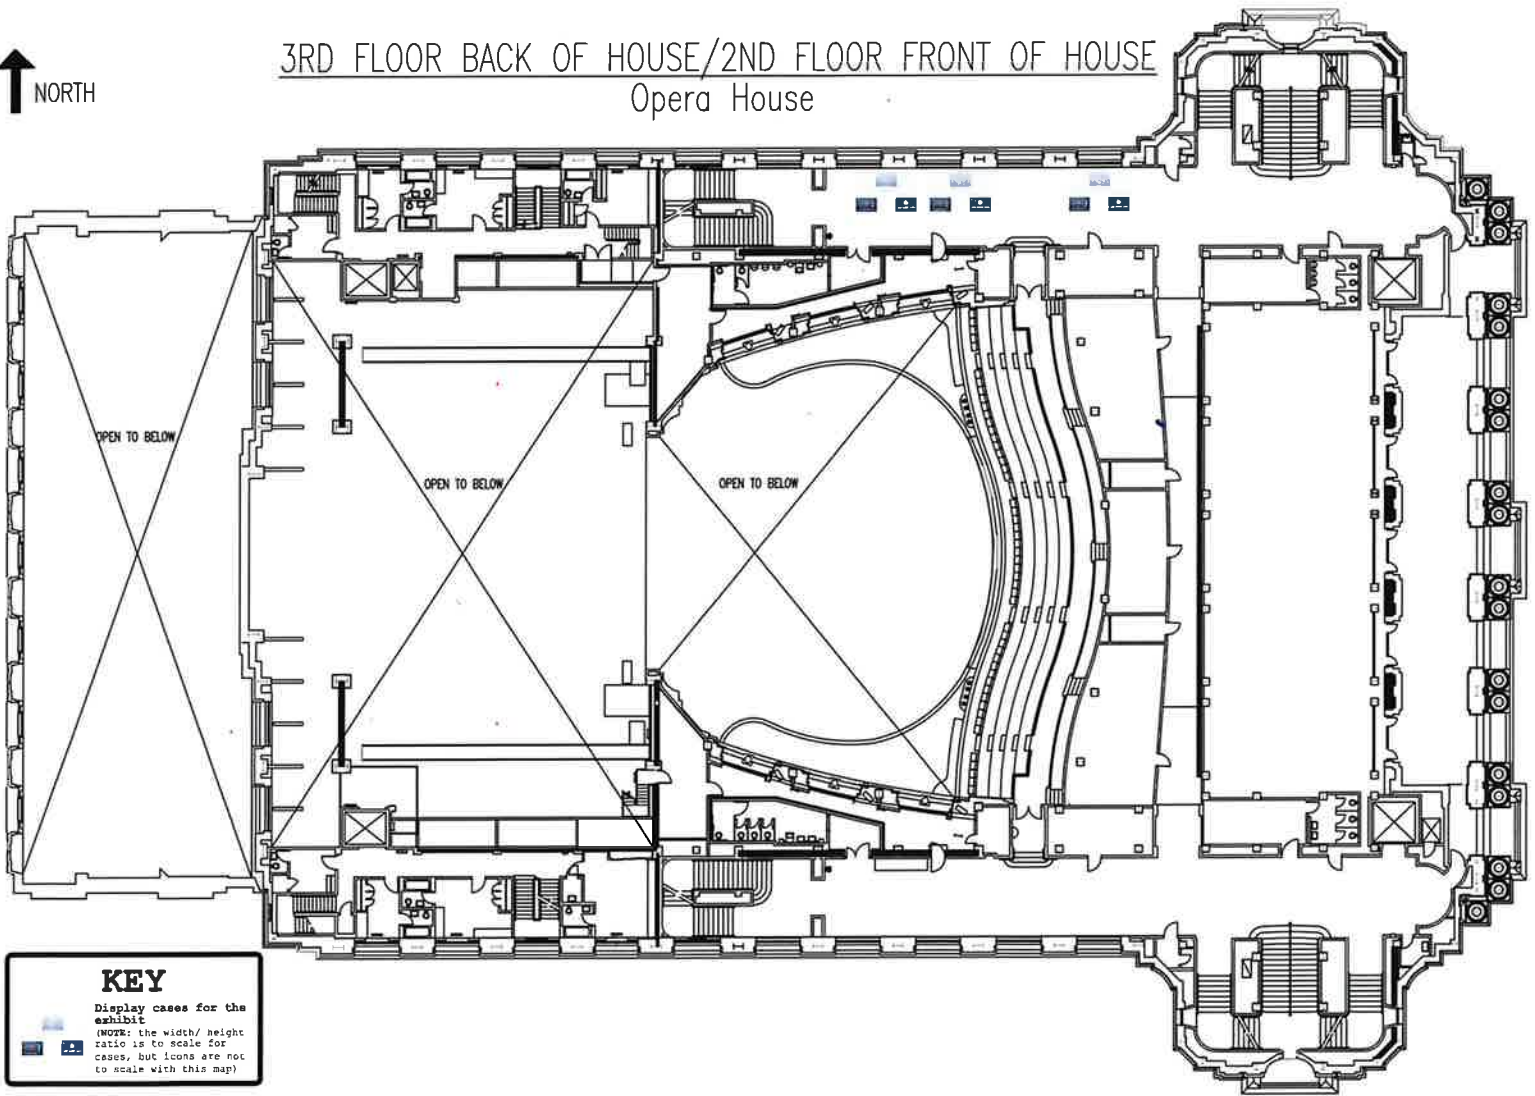 3RD FLOOR BACK OF HOUSE/2ND FLOOR FRONT OF HOUSE
Opera House
NORTH
OPEN TO BELOW
OPEN TO BELOW
OPEN TO BELOW
KEY
Display cases for the
exhibit
(NOTE: the width/ height
ratio is to scale for
cases, but icons are not
to scale with this map)